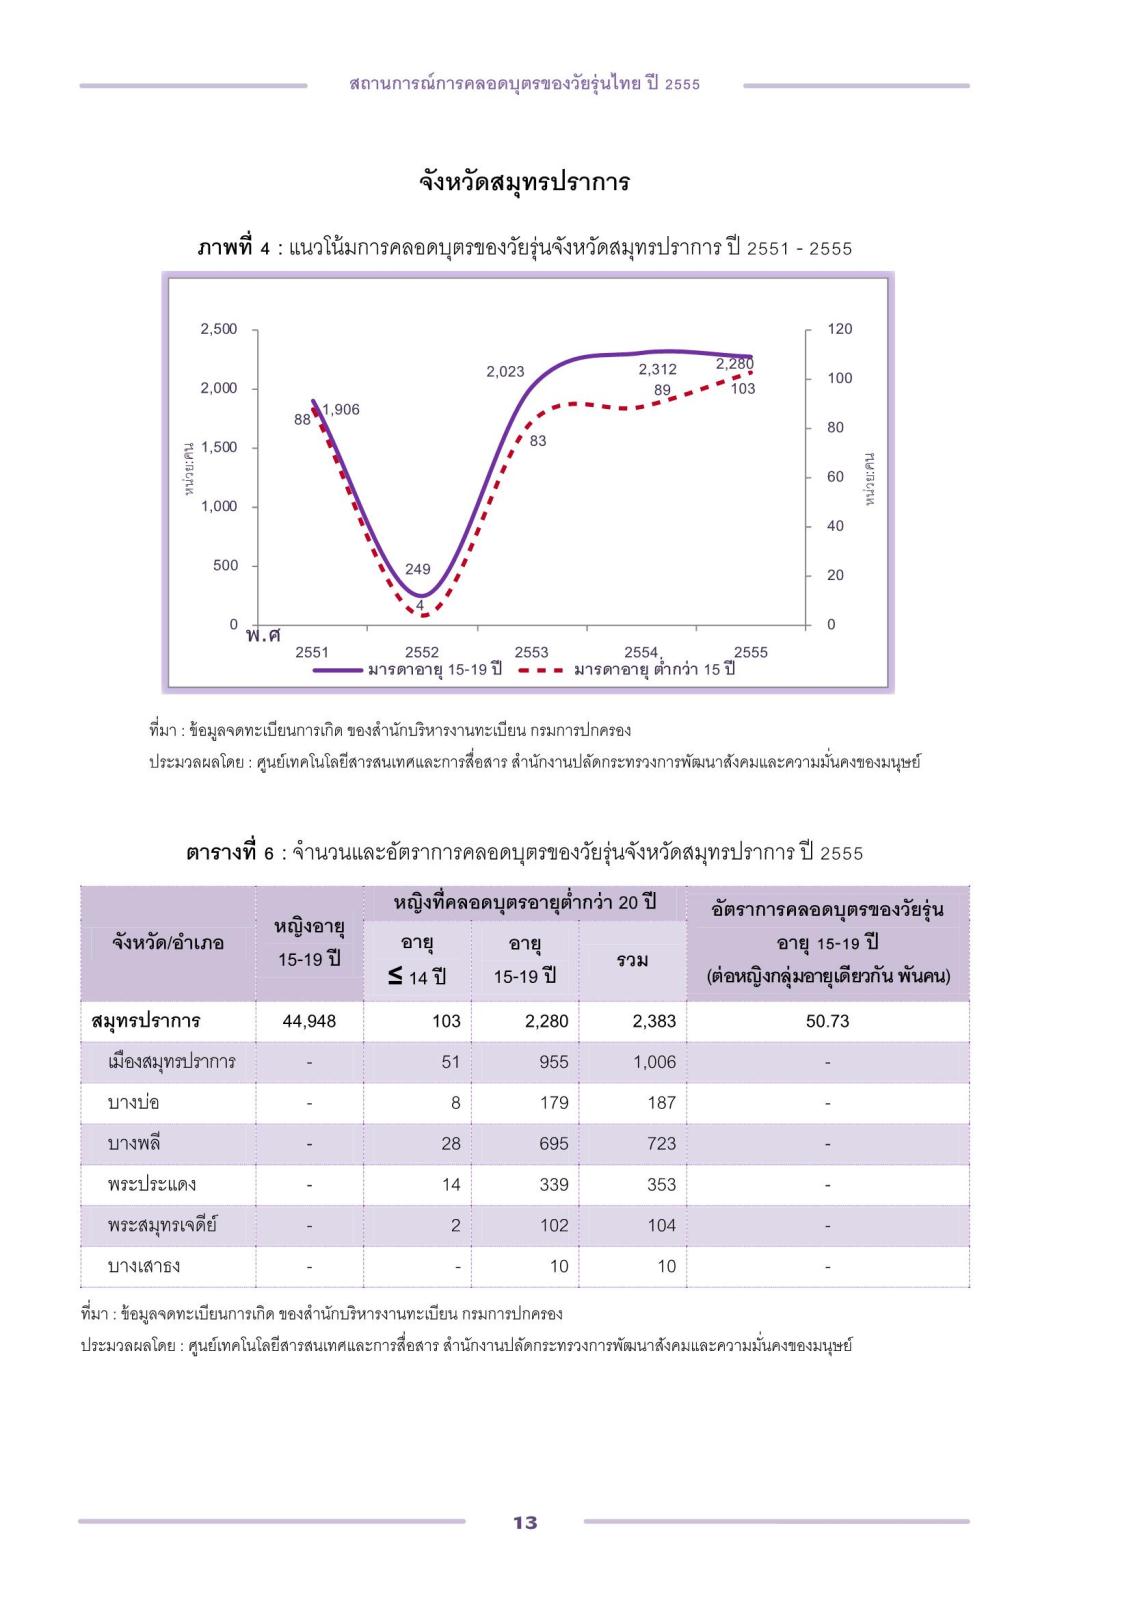 สถานการณ์การคลอดบุตรของวัยรุ่นไทย ปี 2555
จังหวัดสมุทรปราการ
ภาพที่ 4 : แนวโน้มการคลอดบุตรของวัยรุ่นจังหวัดสมุทรปราการ ปี 2551 - 2555
2,500
2,000
1,500
1,000
500
0
หน่วย:คน
120
100
80
60
40
20
0
หน่วย:คน
88
1,906
249
4
2,023
83
2,312
89
2,280
103
พ.ศ
2551 2552 2553 2554 2555
มารดาอายุ 15-19 ปี มารดาอายุ ต่ำกว่า 15 ปี
ที่มา : ข้อมูลจดทะเบียนการเกิด ของสำนักบริหารงานทะเบียน กรมการปกครอง
ประมวลผลโดย : ศูนย์เทคโนโลยีสารสนเทศและการสื่อสาร สำนักงานปลัดกระทรวงการพัฒนาสังคมและความมั่นคงของมนุษย์
ตารางที่ 6 : จำนวนและอัตราการคลอดบุตรของวัยรุ่นจังหวัดสมุทรปราการ ปี 2555
จังหวัด/อำเภอ
หญิงอายุ
15-19 ปี
หญิงที่คลอดบุตรอายุต่ำกว่า 20 ปี
อายุ
≤ 14 ปี
อายุ
15-19 ปี
รวม
อัตราการคลอดบุตรของวัยรุ่น
อายุ 15-19 ปี
(ต่อหญิงกลุ่มอายุเดียวกัน พันคน)
สมุทรปราการ 44,948 103 2,280 2,383 50.73
เมืองสมุทรปราการ - 51 955 1,006 -
บางบ่อ - 8 179 187 -
บางพลี - 28 695 723 -
พระประแดง - 14 339 353 -
พระสมุทรเจดีย์ - 2 102 104 -
บางเสาธง - - 10 10 -
ที่มา : ข้อมูลจดทะเบียนการเกิด ของสำนักบริหารงานทะเบียน กรมการปกครอง
ประมวลผลโดย : ศูนย์เทคโนโลยีสารสนเทศและการสื่อสาร สำนักงานปลัดกระทรวงการพัฒนาสังคมและความมั่นคงของมนุษย์
13